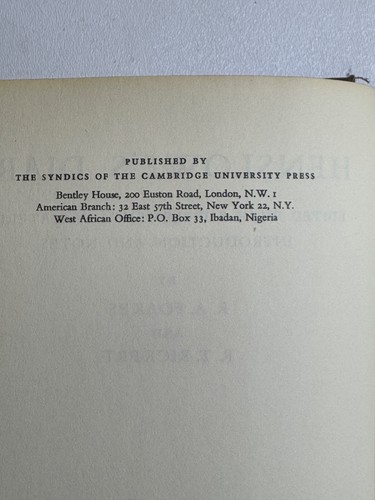 PUBLISHED BY
THE SYNDICS OF THE CAMBRIDGE UNIVERSITY PRESS
Bentley House, 200 Euston Road, London, N.W. 1
American Branch: 32 East 57th Street, New York 22, N.Y.
West African Office: P.O. Box 33, Ibadan, Nigeria